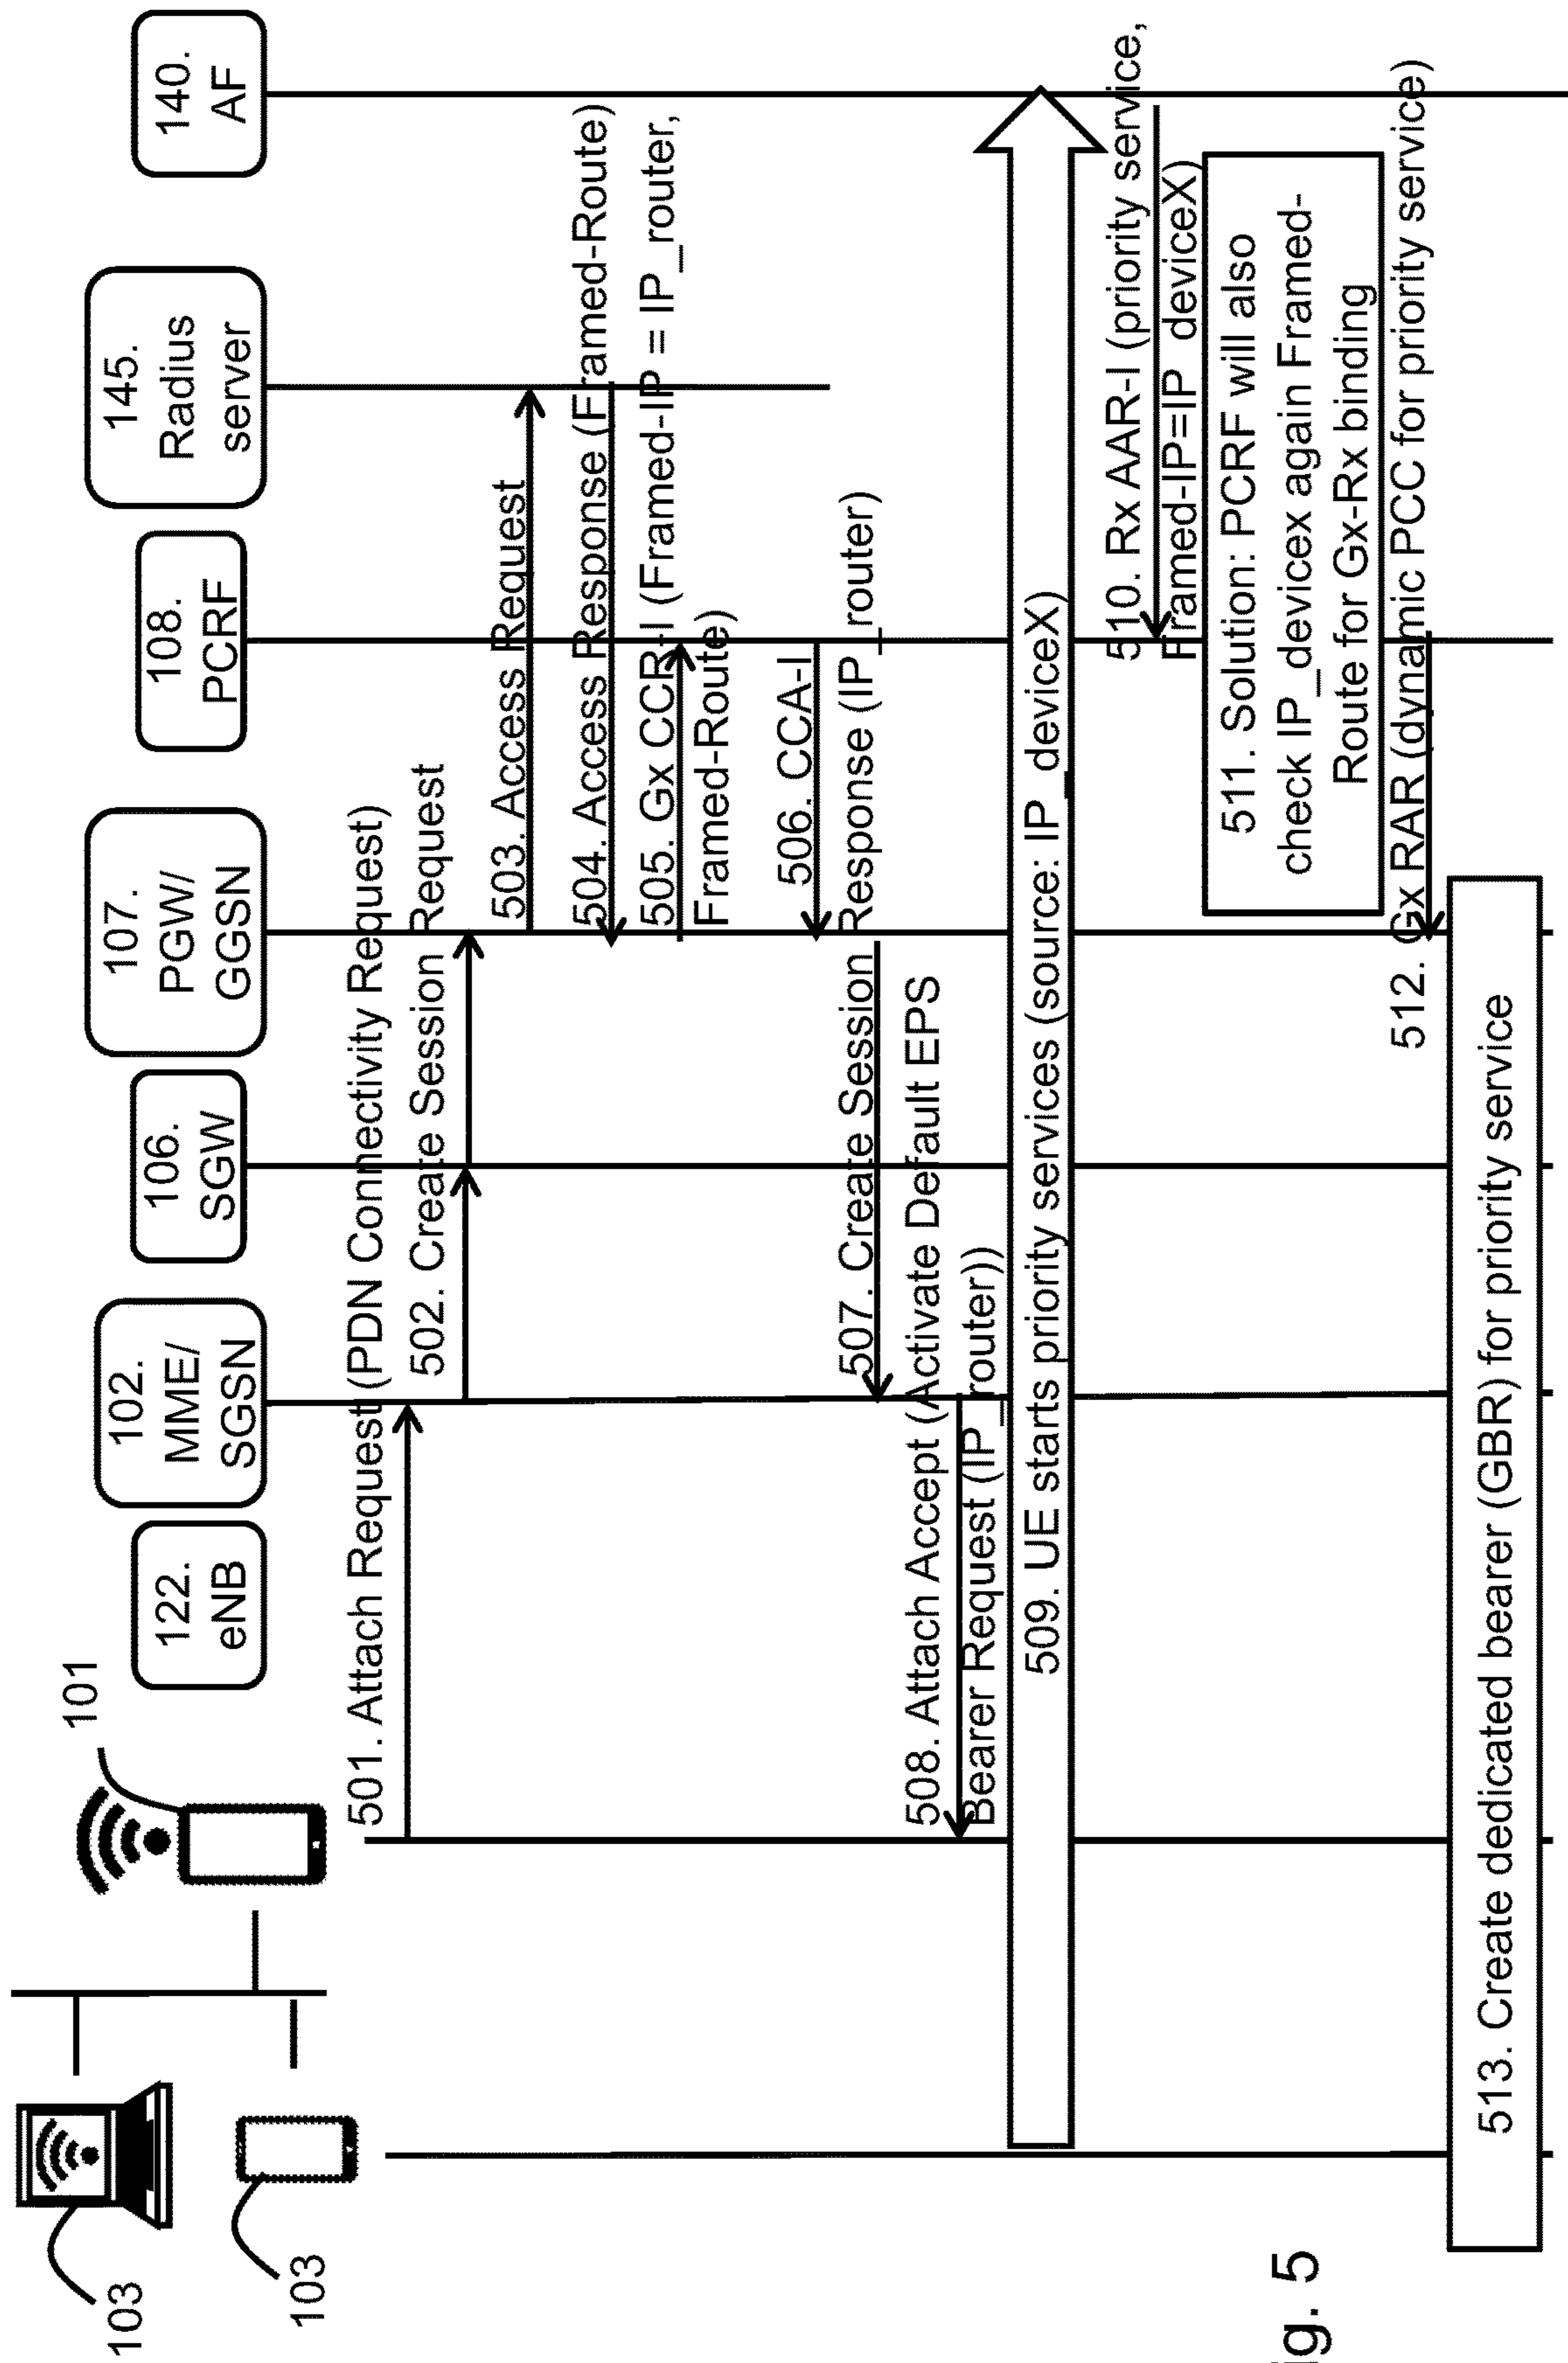 103
103
101
122.
eNB
102.
MME/
SGSN
106.
SGW
107.
PGW/
GGSN
108.
PCRF
145.
Radius
server
140.
AF
501. Attach Request (PDN Connectivity Request)
502. Create Session Request
503. Access Request
504. Access Response (Framed-Route)
505. Gx CCR-I (Framed-IP = IP_router,
Framed-Route)
506. CCA-I
507. Create Session Response (IP_router)
508. Attach Accept (Activate Default EPS
Bearer Request (IP_router))
509. UE starts priority services (source: IP_deviceX)
510. Rx AAR-I (priority service,
Framed-IP=IP_deviceX)
511. Solution: PCRF will also
check IP_devicex again Framed-
Route for Gx-Rx binding
512. Gx RAR (dynamic PCC for priority service)
513. Create dedicated bearer (GBR) for priority service
ig. 5